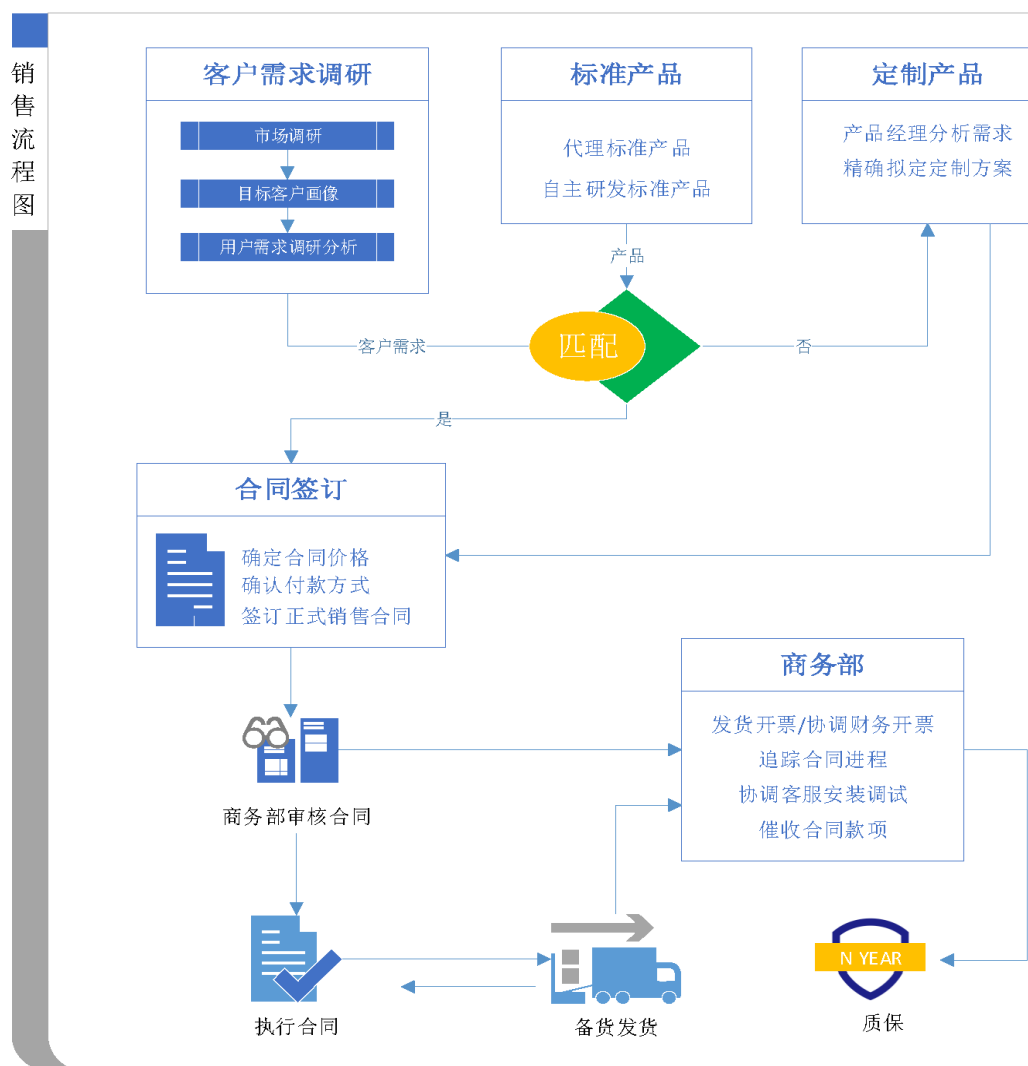 销售流程图
客户需求调研
市场调研
目标客户画像
用户需求调研分析
标准产品
代理标准产品
自主研发标准产品
定制产品
产品经理分析需求
精确拟定定制方案
产品
客户需求
匹配
否
是
合同签订
确定合同价格
确认付款方式
签订正式销售合同
商务部
发货开票/协调财务开票
追踪合同进程
协调客服安装调试
催收合同款项
商务部审核合同
执行合同
备货发货
N YEAR
质保